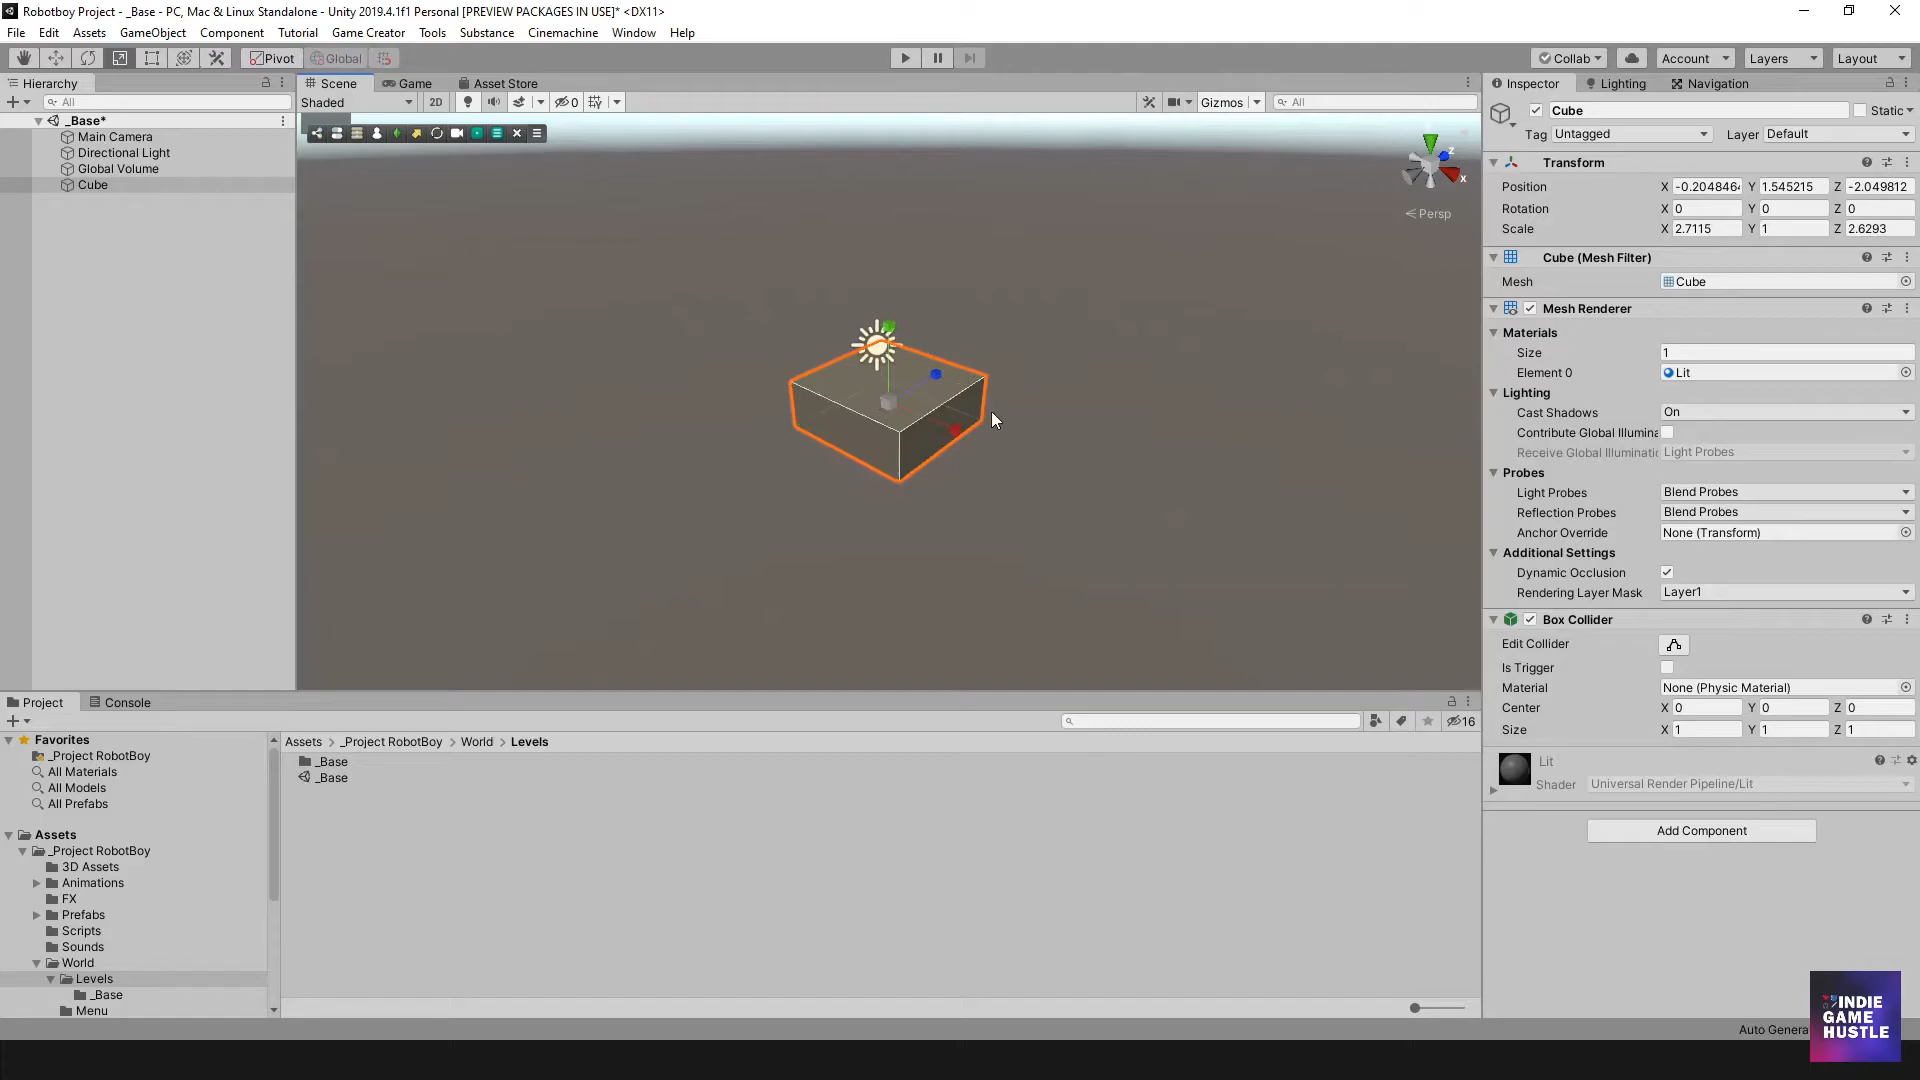 Robotboy Project - _Base - PC, Mac & Linux Standalone - Unity 2019.4.1f1 Personal [PREVIEW PACKAGES IN USE]* <DX11>
File Edit Assets GameObject Component Tutorial Game Creator Tools Substance Cinemachine Window Help
Pivot Global Collab Account Layers Layout
Hierarchy
All
_Base*
Main Camera
Directional Light
Global Volume
Cube
Scene Game Asset Store
Shaded 2D 0 Gizmos All
z
x
Persp
Inspector Lighting Navigation
Cube Static
Tag Untagged Layer Default
Transform
Position X -0.2048464 Y 1.545215 Z -2.049812
Rotation X 0 Y 0 Z 0
Scale X 2.7115 Y 1 Z 2.6293
Cube (Mesh Filter)
Mesh Cube
Mesh Renderer
Materials
Size 1
Element 0 Lit
Lighting
Cast Shadows On
Contribute Global Illumina
Receive Global Illuminatio Light Probes
Probes
Light Probes Blend Probes
Reflection Probes Blend Probes
Anchor Override None (Transform)
Additional Settings
Dynamic Occlusion
Rendering Layer Mask Layer1
Box Collider
Edit Collider
Is Trigger
Material None (Physic Material)
Center X 0 Y 0 Z 0
Size X 1 Y 1 Z 1
Lit
Shader Universal Render Pipeline/Lit
Add Component
Project Console
16
Favorites
_Project RobotBoy
All Materials
All Models
All Prefabs
Assets
_Project RobotBoy
3D Assets
Animations
FX
Prefabs
Scripts
Sounds
World
Levels
_Base
Menu
Assets > _Project RobotBoy > World > Levels
_Base
_Base
Auto Genera
INDIE
GAME
HUSTLE